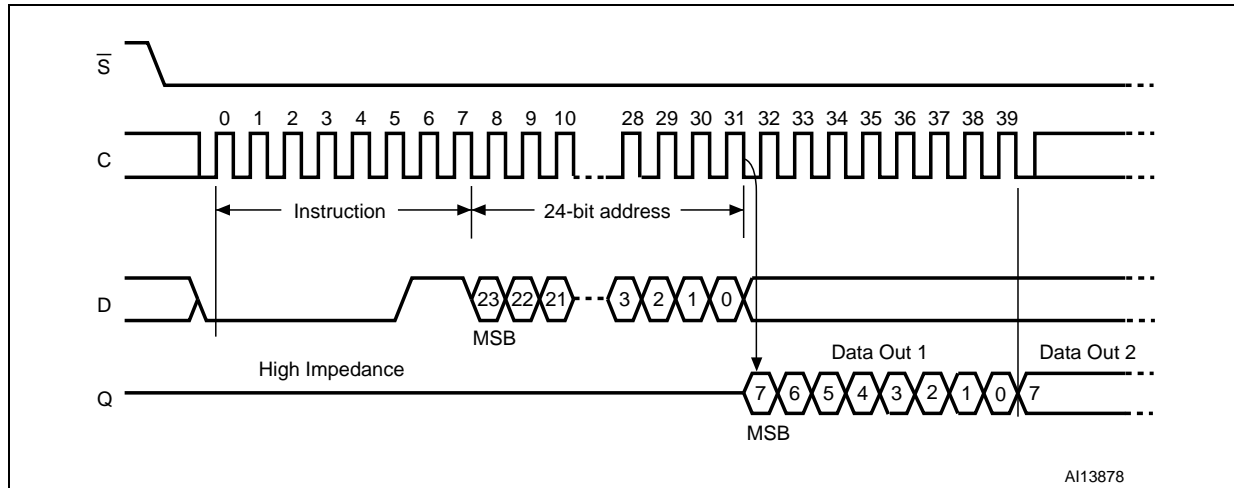 S
0 1 2 3 4 5 6 7 8 9 10 28 29 30 31 32 33 34 35 36 37 38 39
C
Instruction 24-bit address
D
23 22 21 3 2 1 0
MSB
Data Out 1 Data Out 2
High Impedance
Q
7 6 5 4 3 2 1 0 7
MSB
AI13878